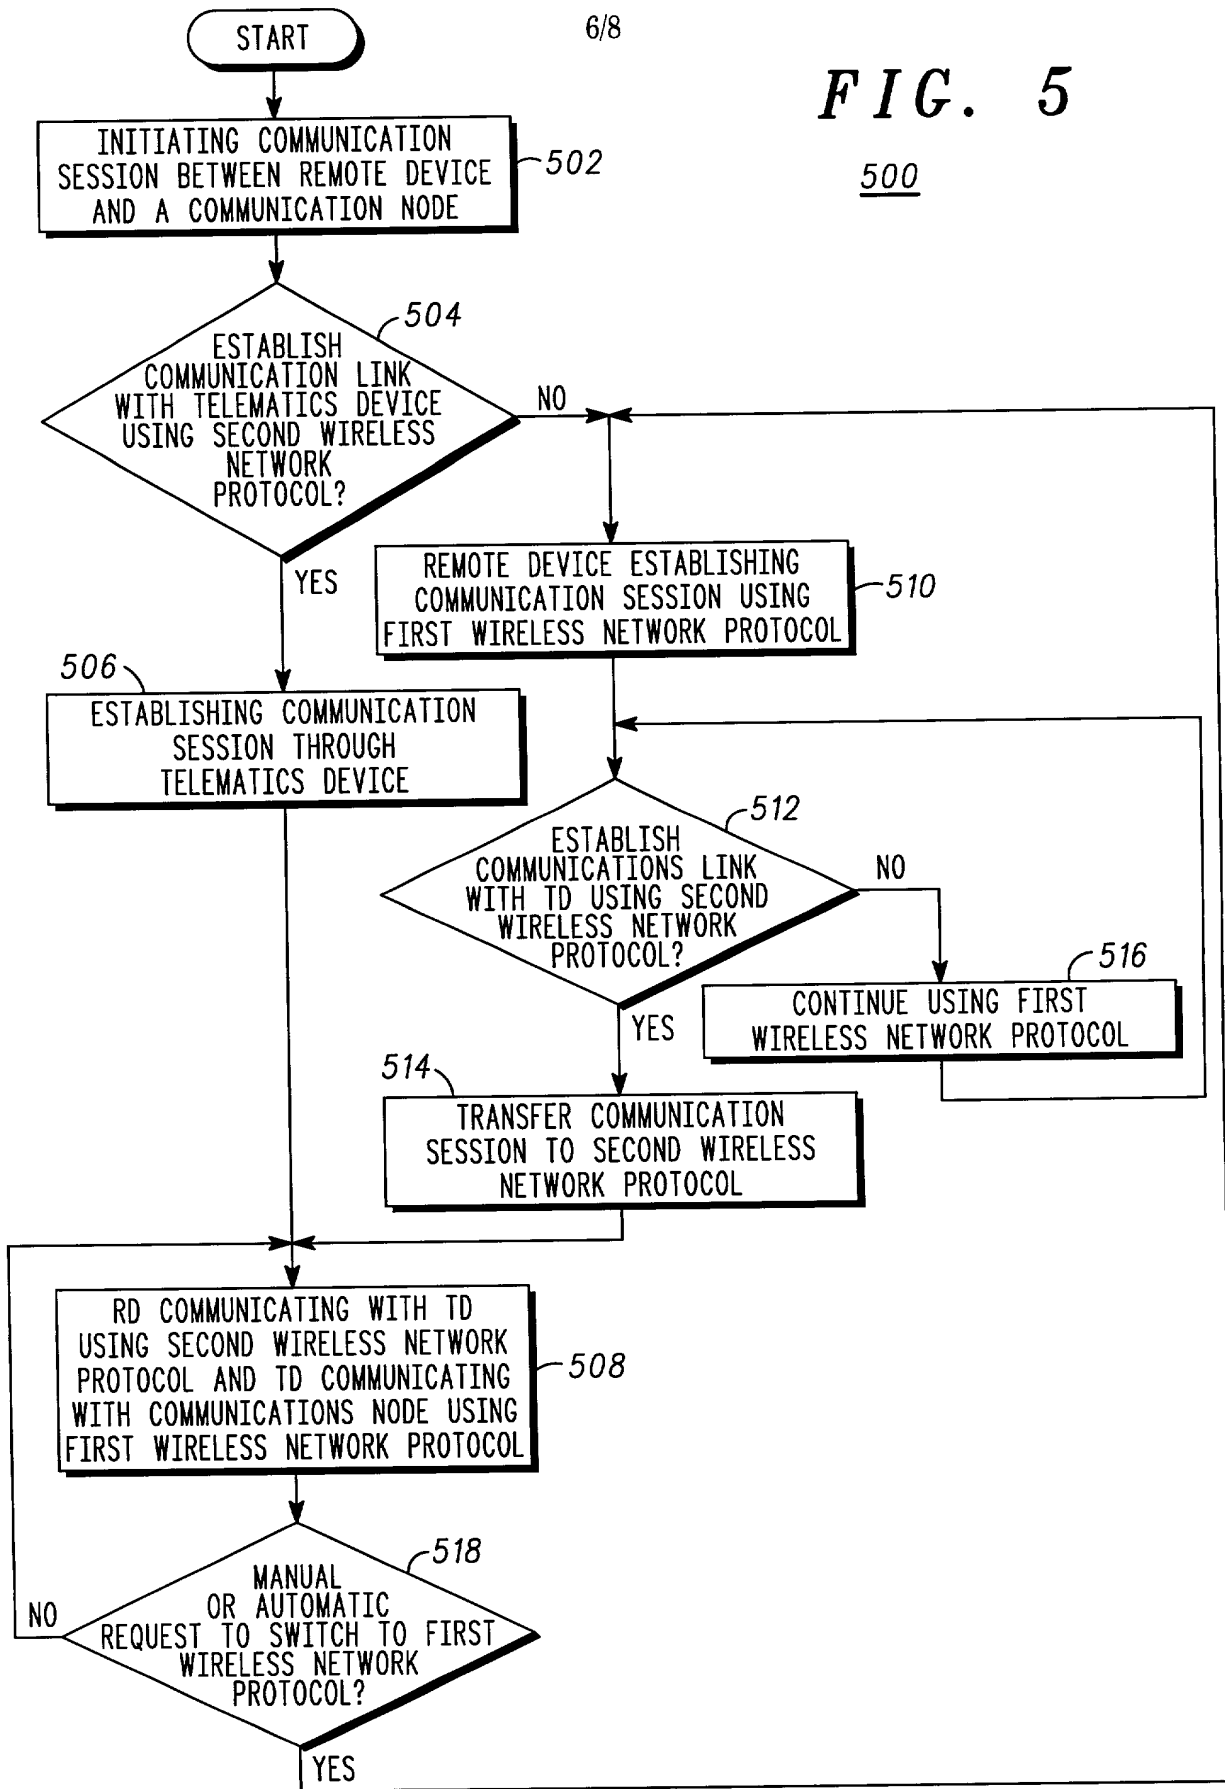 6/8
FIG. 5
500
START
INITIATING COMMUNICATION
SESSION BETWEEN REMOTE DEVICE
AND A COMMUNICATION NODE
502
504
ESTABLISH
COMMUNICATION LINK
WITH TELEMATICS DEVICE
USING SECOND WIRELESS
NETWORK
PROTOCOL?
NO
YES
REMOTE DEVICE ESTABLISHING
COMMUNICATION SESSION USING
FIRST WIRELESS NETWORK PROTOCOL
510
506
ESTABLISHING COMMUNICATION
SESSION THROUGH
TELEMATICS DEVICE
512
ESTABLISH
COMMUNICATIONS LINK
WITH TD USING SECOND
WIRELESS NETWORK
PROTOCOL?
NO
YES
516
CONTINUE USING FIRST
WIRELESS NETWORK PROTOCOL
514
TRANSFER COMMUNICATION
SESSION TO SECOND WIRELESS
NETWORK PROTOCOL
RD COMMUNICATING WITH TD
USING SECOND WIRELESS NETWORK
PROTOCOL AND TD COMMUNICATING
WITH COMMUNICATIONS NODE USING
FIRST WIRELESS NETWORK PROTOCOL
508
518
MANUAL
OR AUTOMATIC
REQUEST TO SWITCH TO FIRST
WIRELESS NETWORK
PROTOCOL?
NO
YES